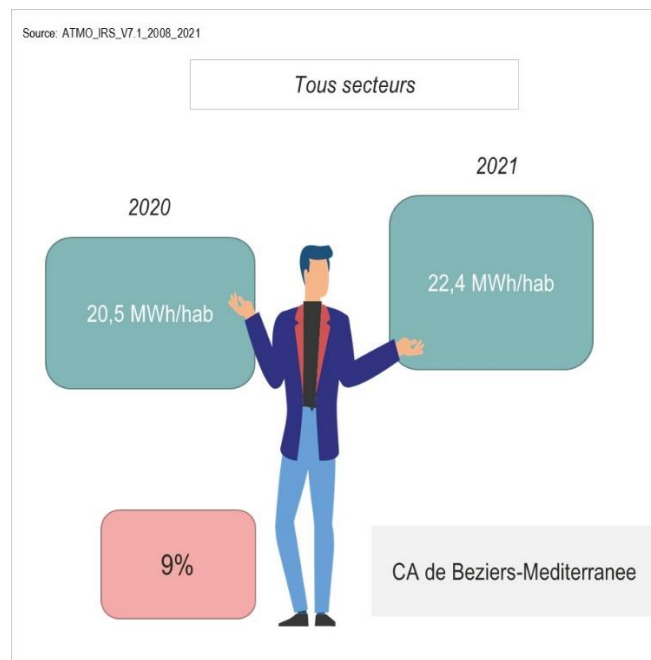 Source: ATMO_IRS_V7.1_2008_2021
Tous secteurs
2020
2021
20,5 MWh/hab
22,4 MWh/hab
9%
CA de Beziers-Mediterranee